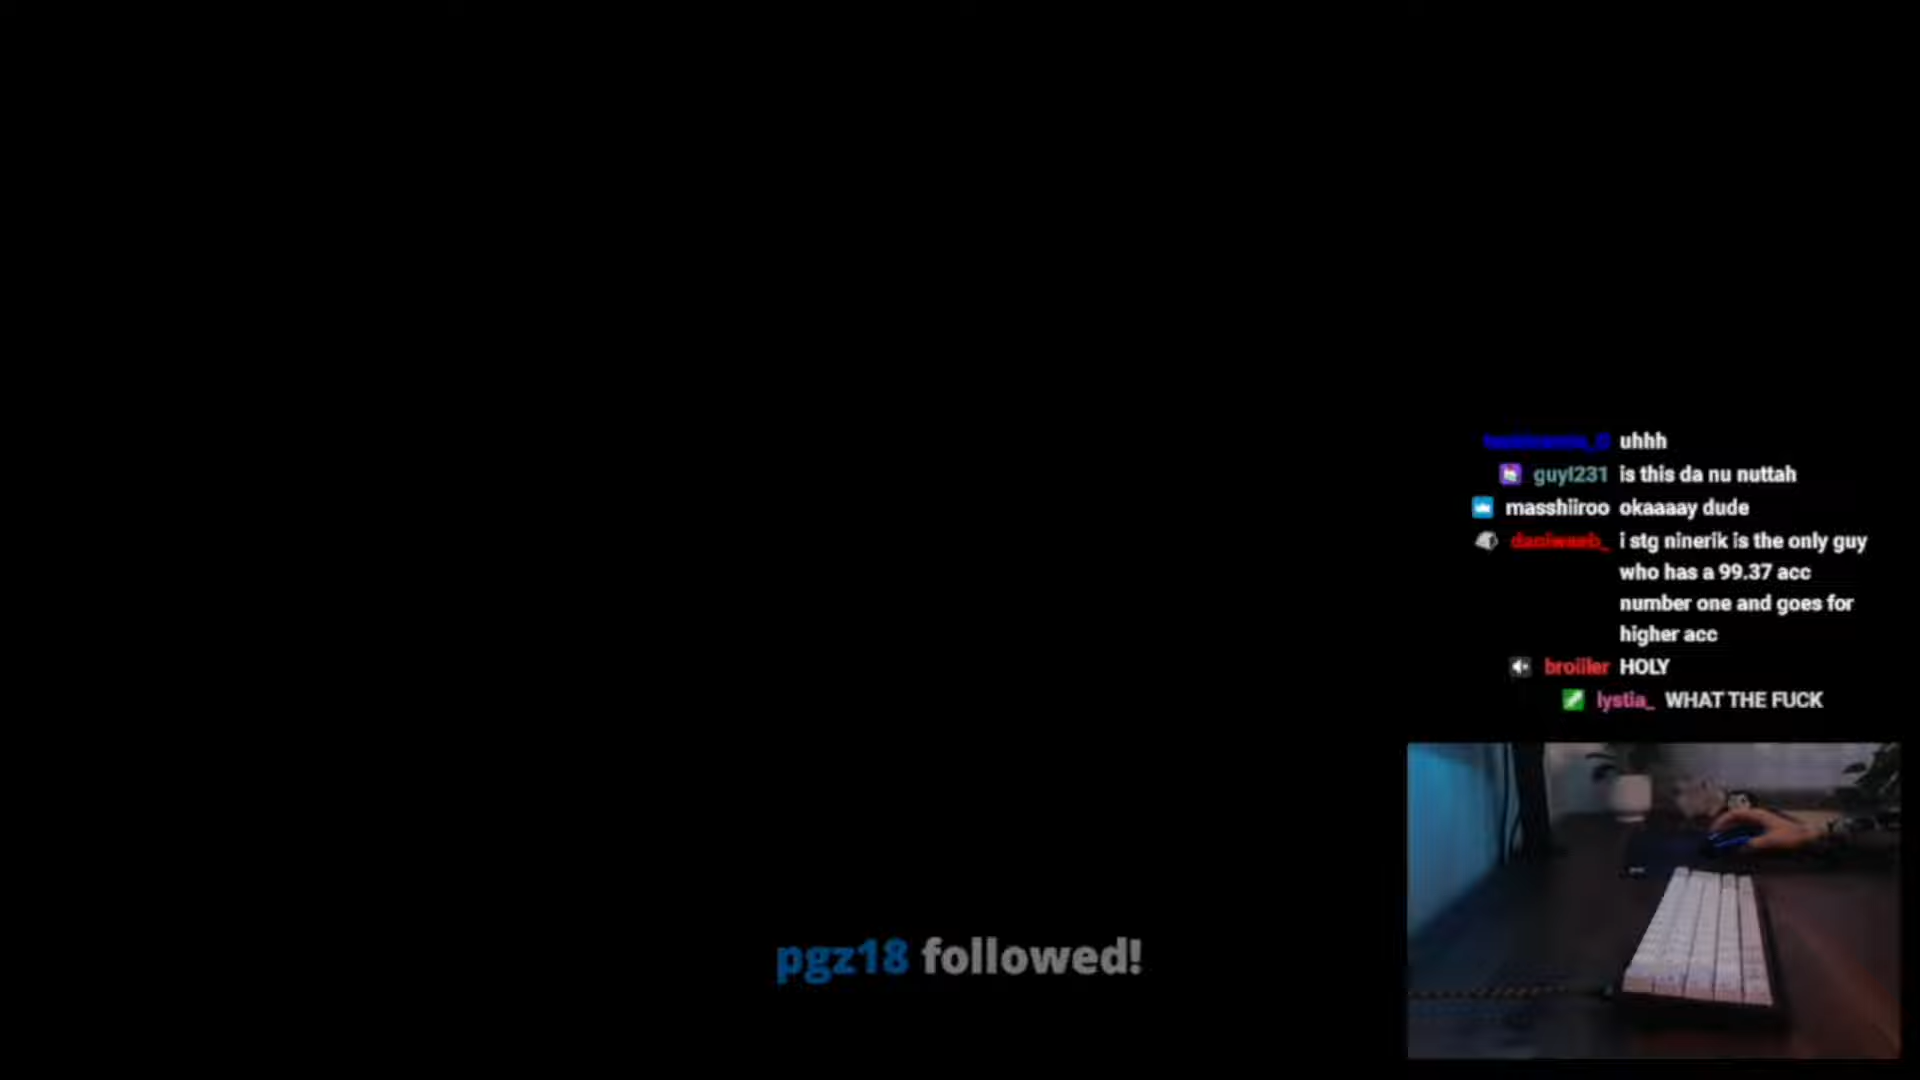 uhhh
guyl231 is this da nu nuttah
masshiiroo okaaaay dude
i stg ninerik is the only guy
who has a 99.37 acc
number one and goes for
higher acc
broiiler HOLY
lystia_ WHAT THE FUCK
pgz18 followed!